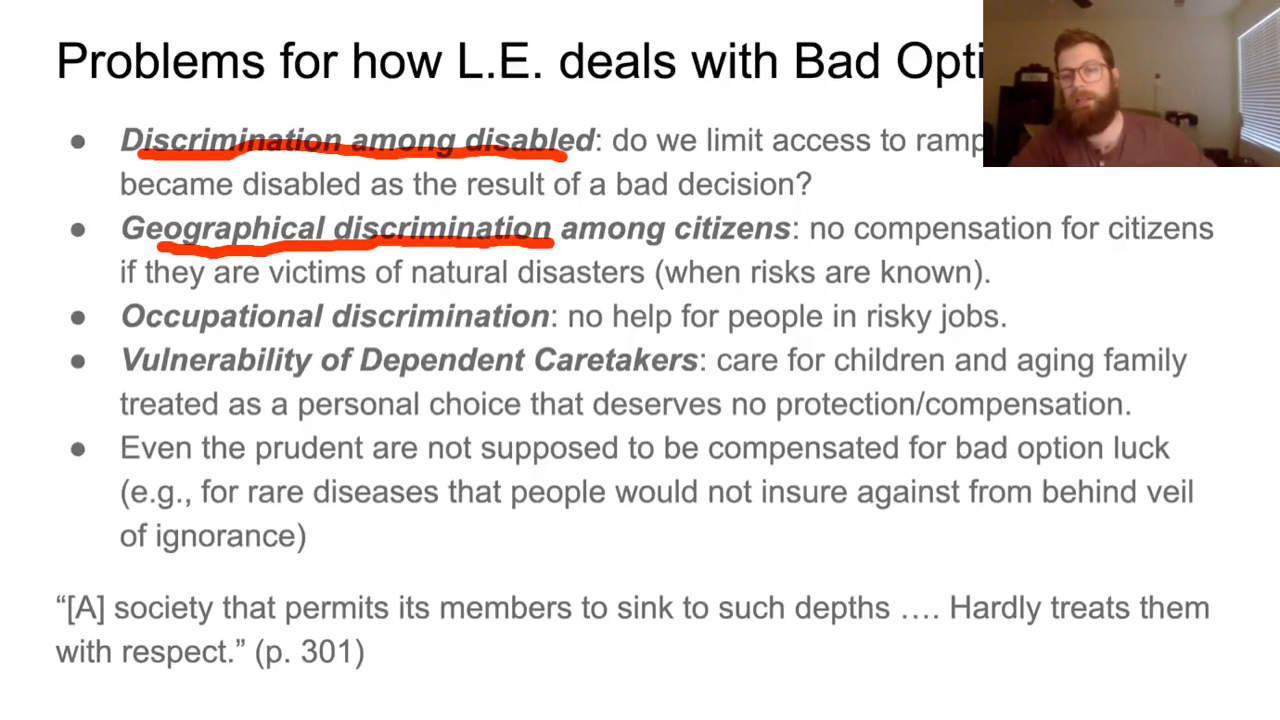 Problems for how L.E. deals with Bad
● Discrimination among disabled: do we limit access to
became disabled as the result of a bad decision?
● Geographical discrimination among citizens: no compensation for citizens
if they are victims of natural disasters (when risks are known).
● Occupational discrimination: no help for people in risky jobs.
● Vulnerability of Dependent Caretakers: care for children and aging family
treated as a personal choice that deserves no protection/compensation.
● Even the prudent are not supposed to be compensated for bad option luck
(e.g., for rare diseases that people would not insure against from behind veil
of ignorance)
“[A] society that permits its members to sink to such depths …. Hardly treats them
with respect.” (p. 301)